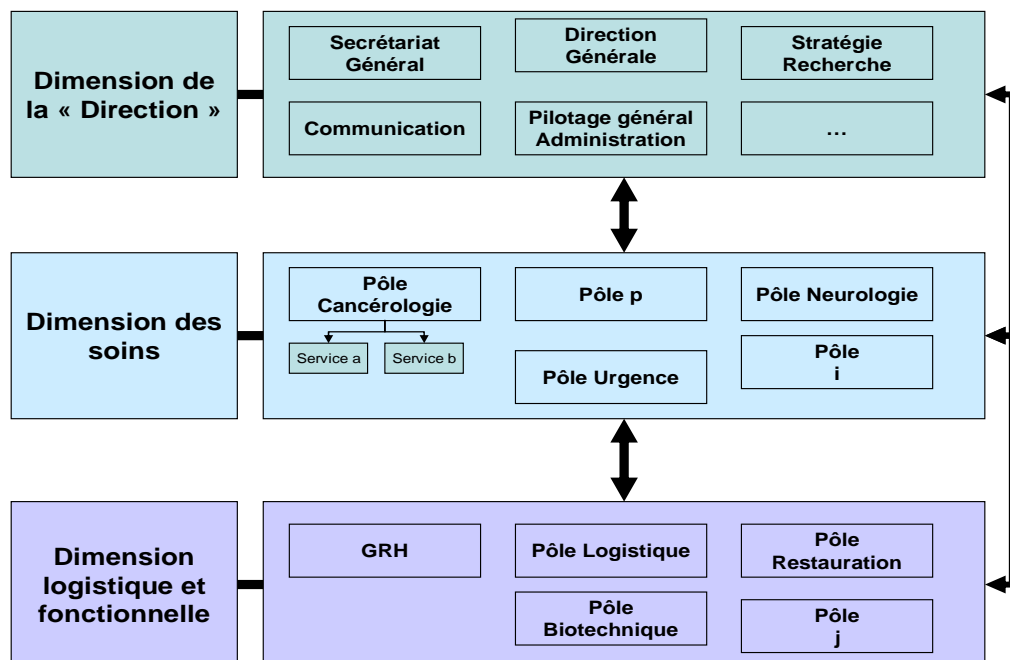 Dimension de
la « Direction »
Secrétariat
Général
Direction
Générale
Stratégie
Recherche
Communication
Pilotage général
Administration
…
Dimension des
soins
Pôle
Cancérologie
Service a
Service b
Pôle p
Pôle Neurologie
Pôle Urgence
Pôle
i
Dimension
logistique et
fonctionnelle
GRH
Pôle Logistique
Pôle
Restauration
Pôle
Biotechnique
Pôle
j